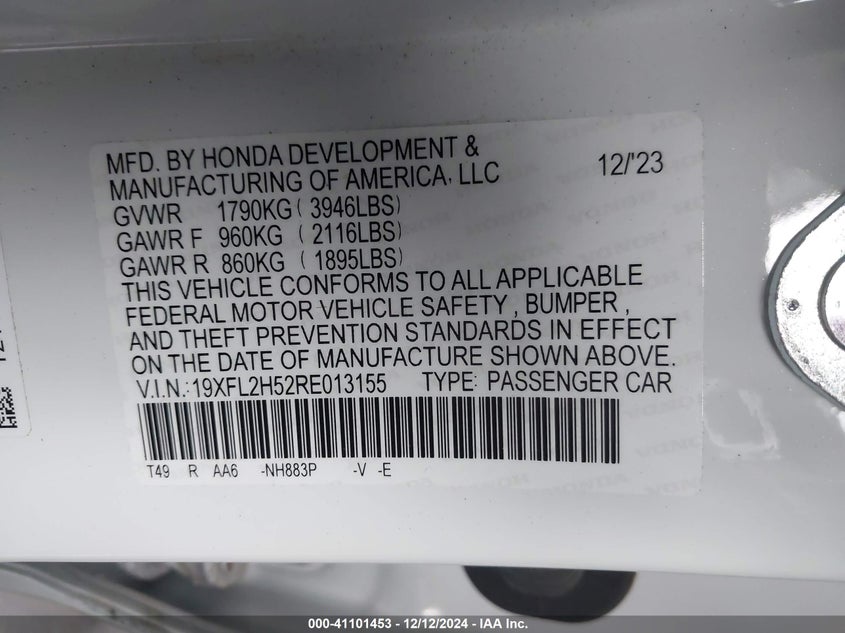 MFD. BY HONDA DEVELOPMENT &
MANUFACTURING OF AMERICA, LLC 12/'23
GVWR 1790KG ( 3946LBS)
GAWR F 960KG ( 2116LBS)
GAWR R 860KG ( 1895LBS)
THIS VEHICLE CONFORMS TO ALL APPLICABLE
FEDERAL MOTOR VEHICLE SAFETY , BUMPER ,
AND THEFT PREVENTION STANDARDS IN EFFECT
ON THE DATE OF MANUFACTURE SHOWN ABOVE.
V.I.N.:19XFL2H52RE013155 TYPE: PASSENGER CAR
T49 R AA6 -NH883P -V -E
000-41101453 - 12/12/2024 - IAA Inc.